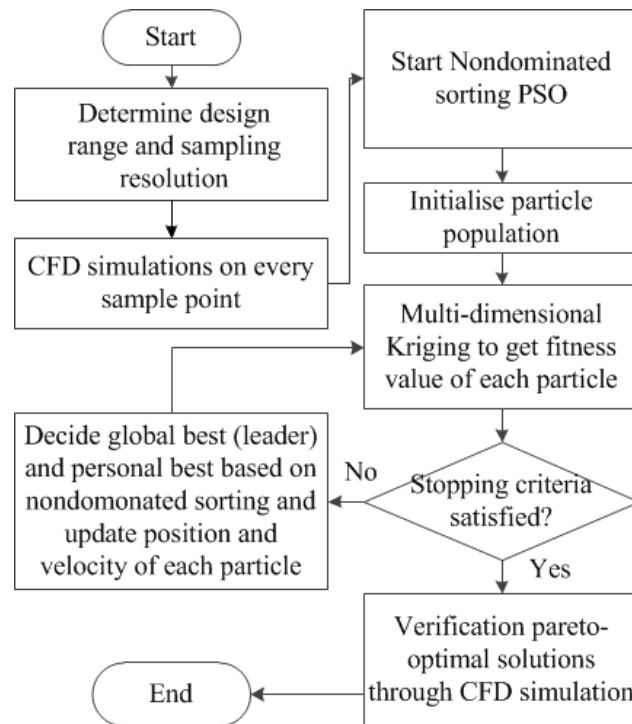 Start
Determine design
range and sampling
resolution
CFD simulations on every
sample point
Start Nondominated
sorting PSO
Initialise particle
population
Multi-dimensional
Kriging to get fitness
value of each particle
Stopping criteria
satisfied?
No
Decide global best (leader)
and personal best based on
nondomonated sorting and
update position and
velocity of each particle
Yes
Verification pareto-
optimal solutions
through CFD simulation
End